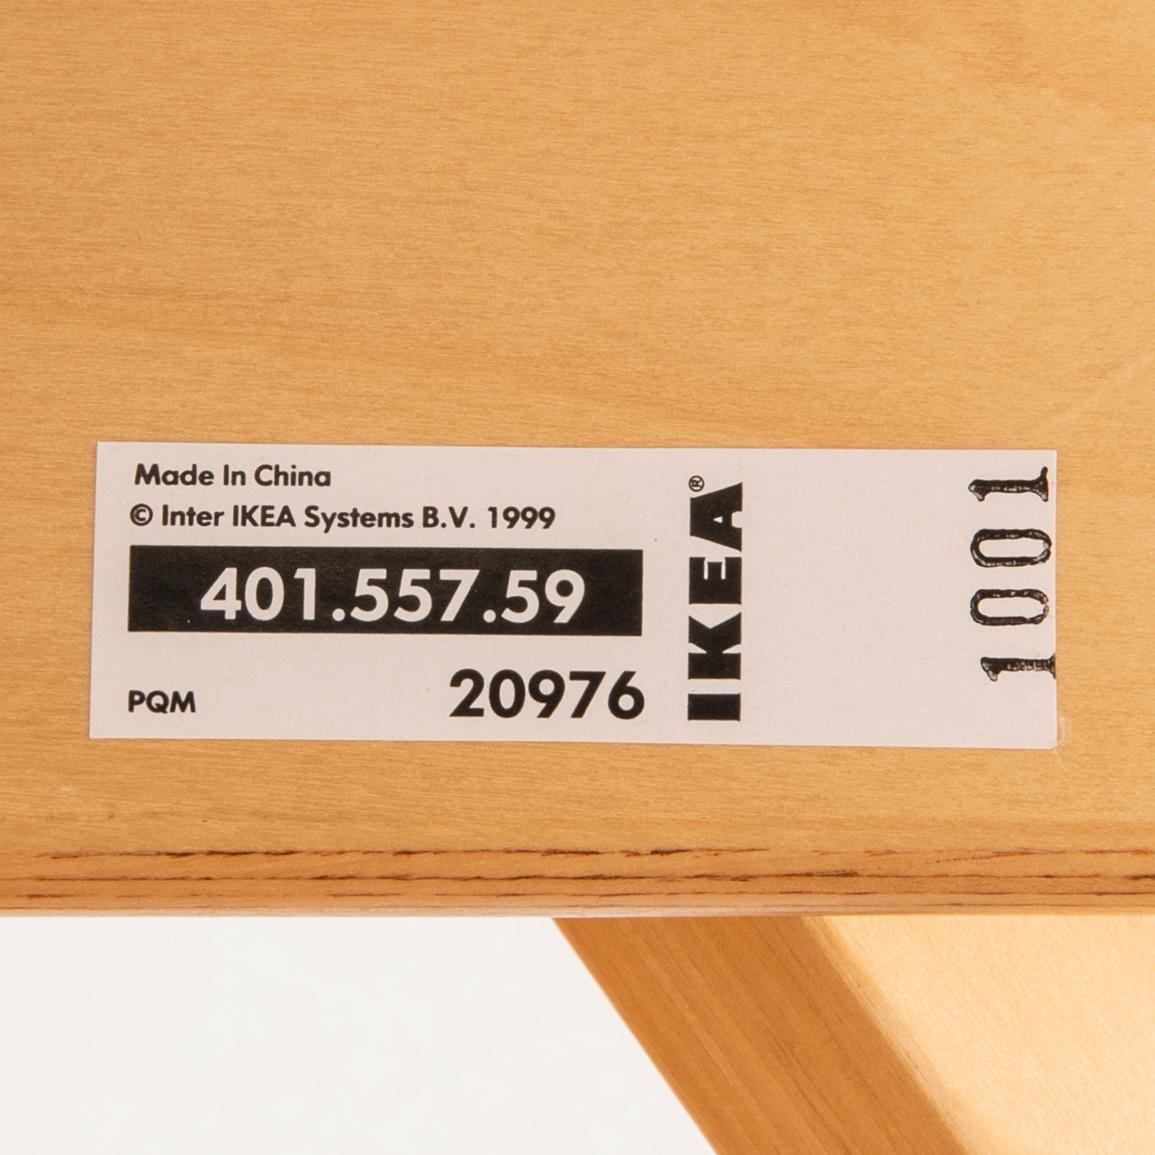 Made In China
© Inter IKEA Systems B.V. 1999
401.557.59
PQM 20976
IKEA®
1001